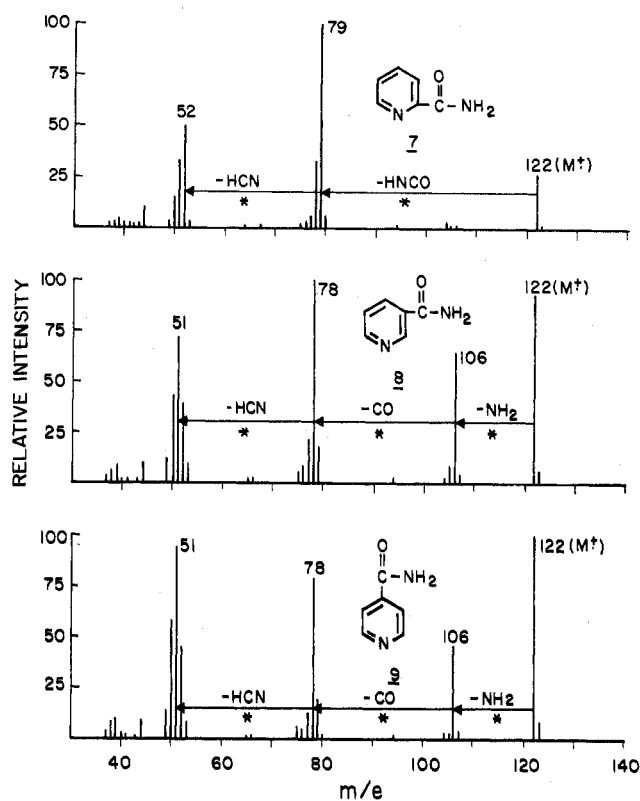 RELATIVE INTENSITY
100
75
50
25
79
52
O
C-NH₂
N
7
122(M⁺)
-HCN
-HNCO
*
*
100
75
50
25
78
51
O
C-NH₂
N
8
122(M⁺)
106
-HCN
-CO
-NH₂
*
*
*
100
75
50
25
51
78
O
C-NH₂
N
9
122(M⁺)
106
-HCN
-CO
-NH2
*
*
*
40
60
80
100
120
140
m/e